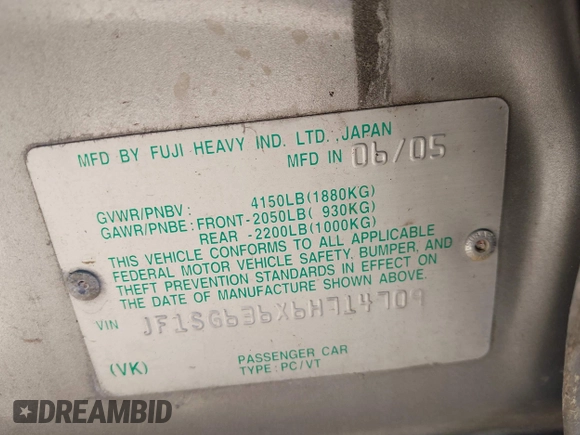 MFD BY FUJI HEAVY IND. LTD., JAPAN
MFD IN 06/05
GVWR/PNBV : 4150LB(1880KG)
GAWR/PNBE: FRONT-2050LB( 930KG)
REAR -2200LB(1000KG)
THIS VEHICLE CONFORMS TO ALL APPLICABLE
FEDERAL MOTOR VEHICLE SAFETY, BUMPER, AND
THEFT PREVENTION STANDARDS IN EFFECT ON
THE DATE OF MANUFACTURE SHOWN ABOVE.
VIN JF1SG636X6H714709
(VK) PASSENGER CAR
TYPE: PC/VT
DREAMBID